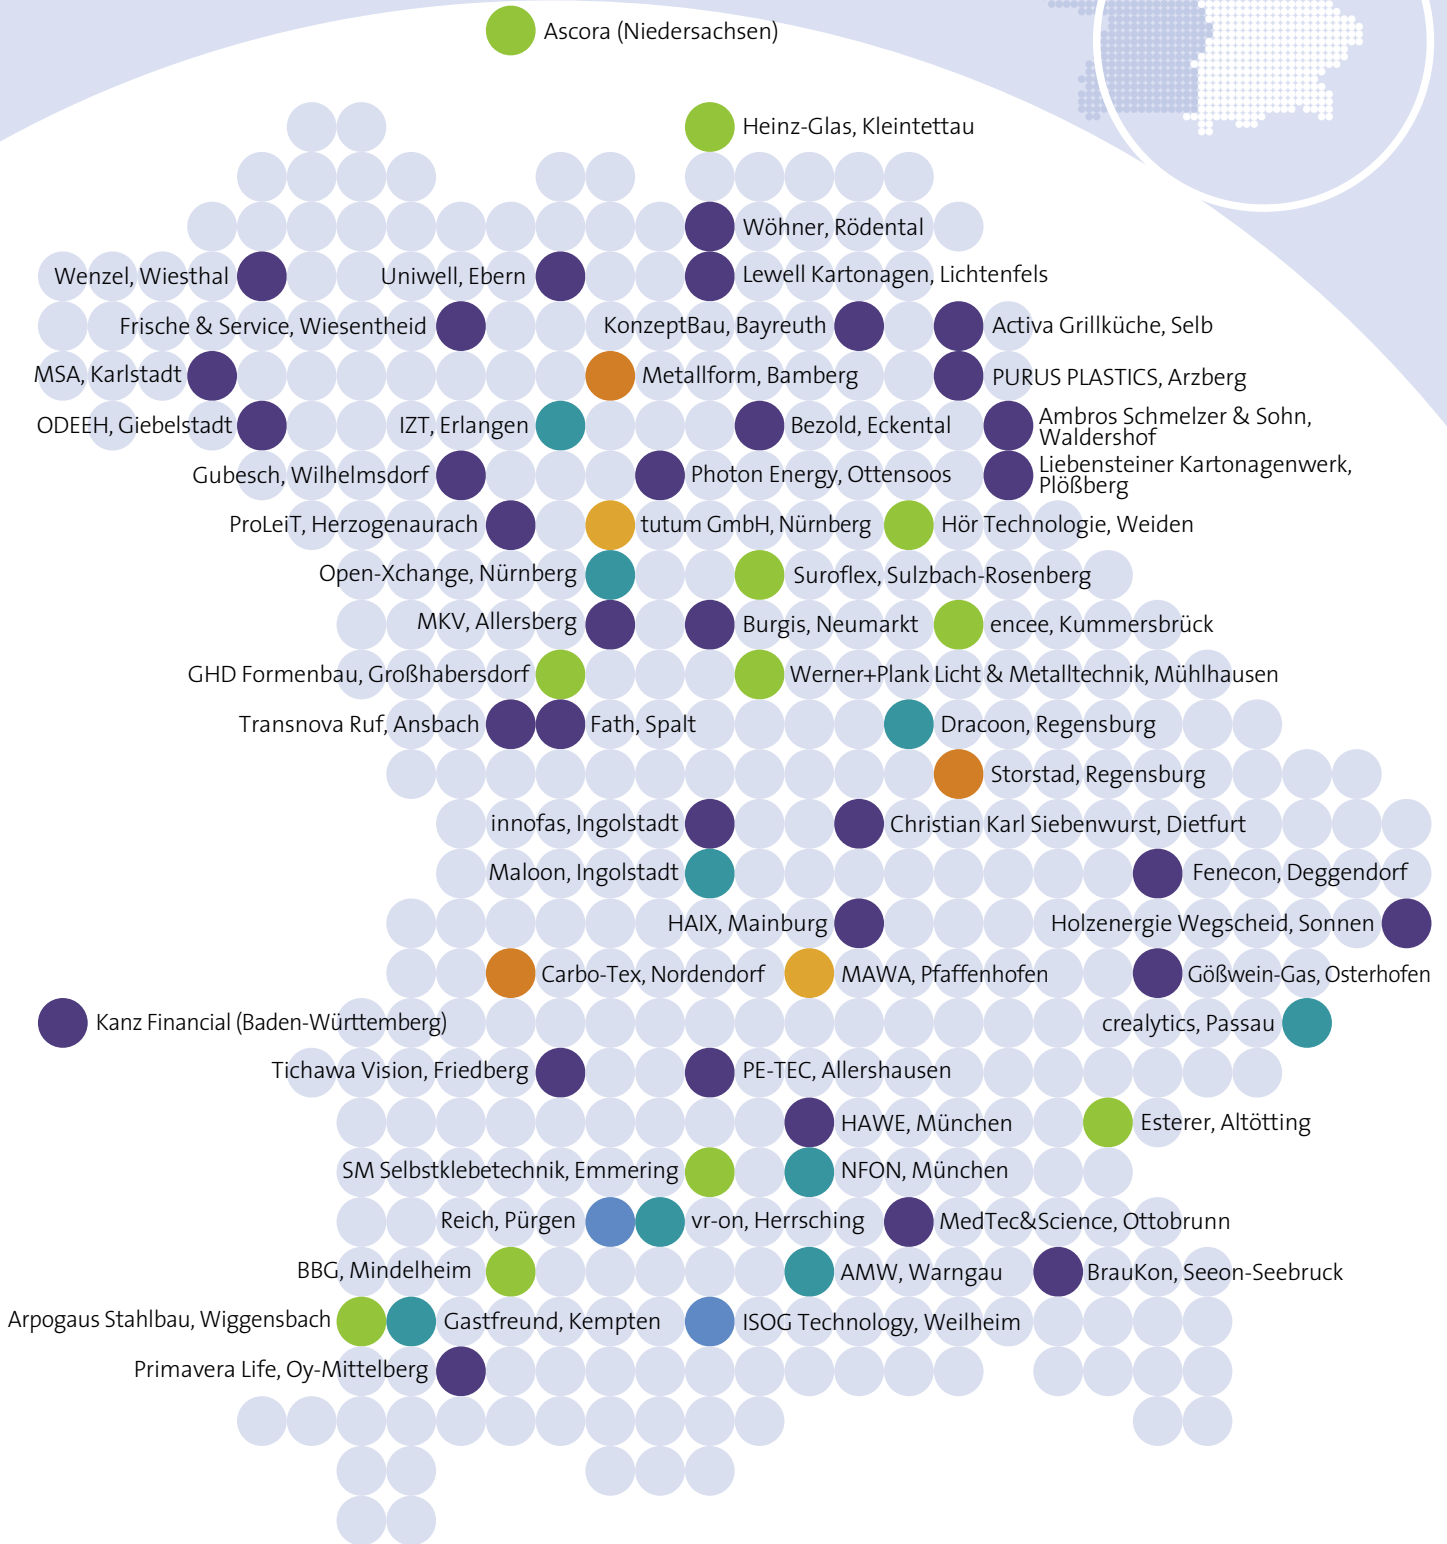 Ascora (Niedersachsen)
Heinz-Glas, Kleintettau
Wöhner, Rödental
Wenzel, Wiesthal
Uniwell, Ebern
Lewell Kartonagen, Lichtenfels
Frische & Service, Wiesentheid
KonzeptBau, Bayreuth
Activa Grillküche, Selb
MSA, Karlstadt
Metallform, Bamberg
PURUS PLASTICS, Arzberg
ODEEH, Giebelstadt
IZT, Erlangen
Bezold, Eckental
Ambros Schmelzer & Sohn,
Waldershof
Gubesch, Wilhelmsdorf
Photon Energy, Ottensoos
Liebensteiner Kartonagenwerk,
Plößberg
ProLeiT, Herzogenaurach
tutum GmbH, Nürnberg
Hör Technologie, Weiden
Open-Xchange, Nürnberg
Suroflex, Sulzbach-Rosenberg
MKV, Allersberg
Burgis, Neumarkt
encee, Kummersbrück
GHD Formenbau, Großhabersdorf
Werner+Plank Licht & Metalltechnik, Mühlhausen
Transnova Ruf, Ansbach
Fath, Spalt
Dracoon, Regensburg
Storstad, Regensburg
innofas, Ingolstadt
Christian Karl Siebenwurst, Dietfurt
Maloon, Ingolstadt
Fenecon, Deggendorf
HAIX, Mainburg
Holzenergie Wegscheid, Sonnen
Carbo-Tex, Nordendorf
MAWA, Pfaffenhofen
Gößwein-Gas, Osterhofen
Kanz Financial (Baden-Württemberg)
crealytics, Passau
Tichawa Vision, Friedberg
PE-TEC, Allershausen
HAWE, München
Esterer, Altötting
SM Selbstklebetechnik, Emmering
NFON, München
Reich, Pürgen
vr-on, Herrsching
MedTec&Science, Ottobrunn
BBG, Mindelheim
AMW, Warngau
BrauKon, Seeon-Seebruck
Arpogaus Stahlbau, Wiggensbach
Gastfreund, Kempten
ISOG Technology, Weilheim
Primavera Life, Oy-Mittelberg